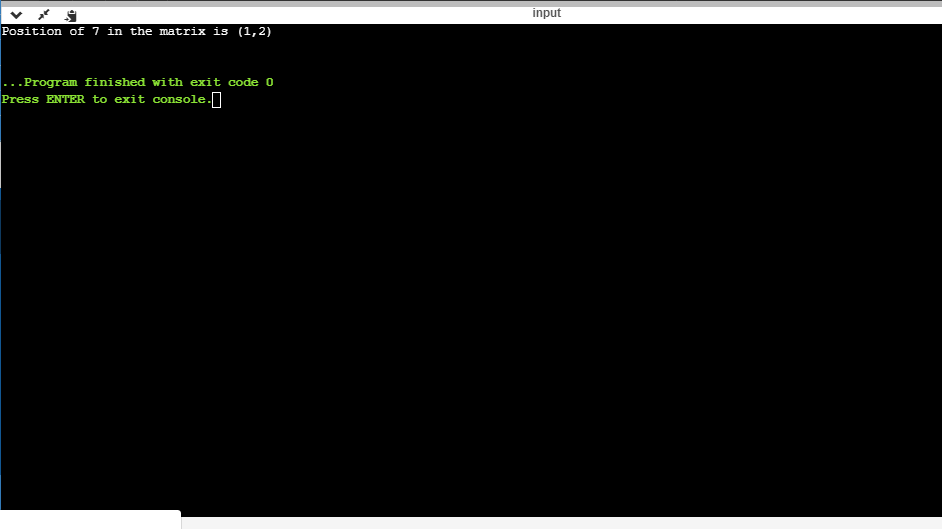 input
Position of 7 in the matrix is (1,2)
...Program finished with exit code 0
Press ENTER to exit console.